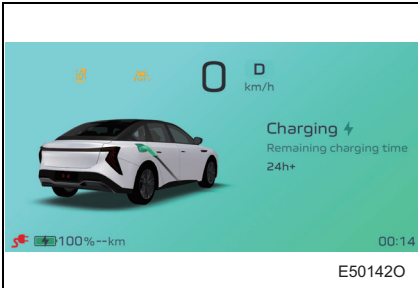 0
D
km/h
Charging
Remaining charging time
24h+
100%--km
00:14
E50142O